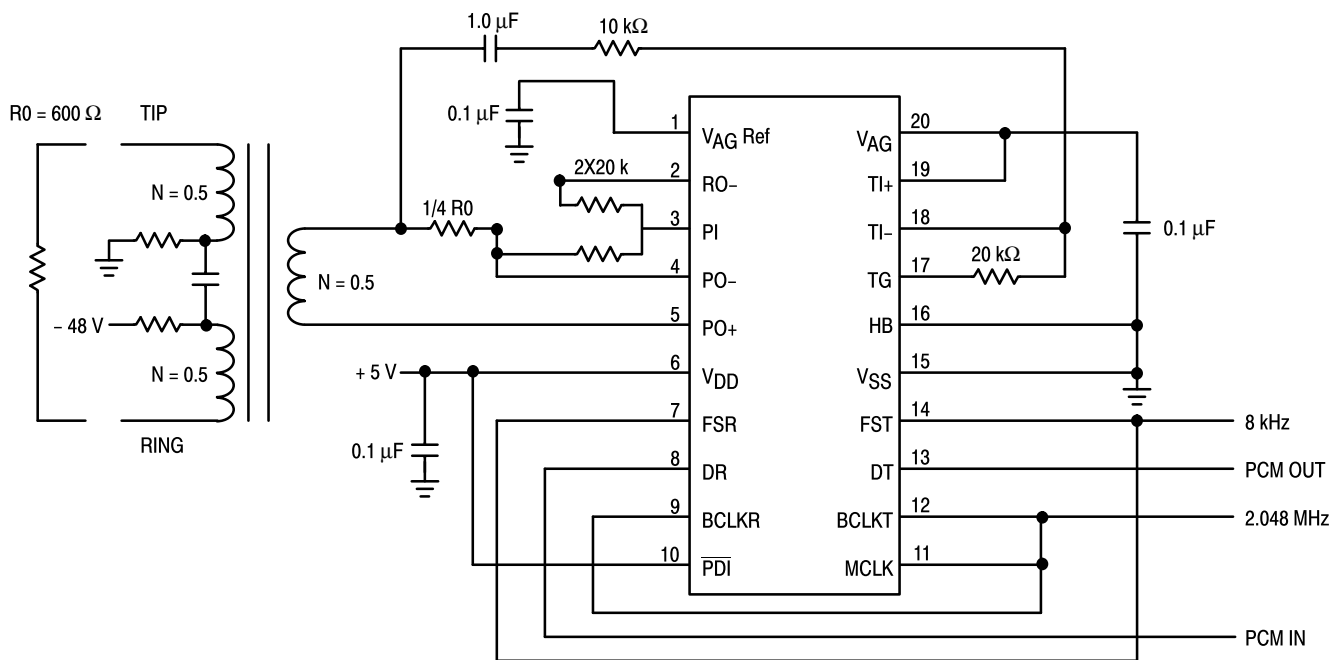 1.0 µF
10 kΩ
0.1 µF
R0 = 600 Ω
TIP
N = 0.5
– 48 V
N = 0.5
RING
N = 0.5
1/4 R0
2X20 k
+ 5 V
0.1 µF
1 VAG Ref
2 RO–
3 PI
4 PO–
5 PO+
6 VDD
7 FSR
8 DR
9 BCLKR
10 PDI
20 VAG
19 TI+
18 TI–
17 TG
16 HB
15 VSS
14 FST
13 DT
12 BCLKT
11 MCLK
20 kΩ
0.1 µF
8 kHz
PCM OUT
2.048 MHz
PCM IN